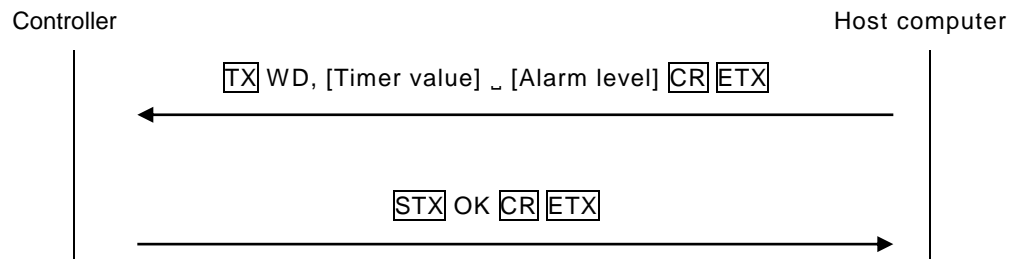 Controller Host computer
TX WD, [Timer value] ␣ [Alarm level] CR ETX
STX OK CR ETX